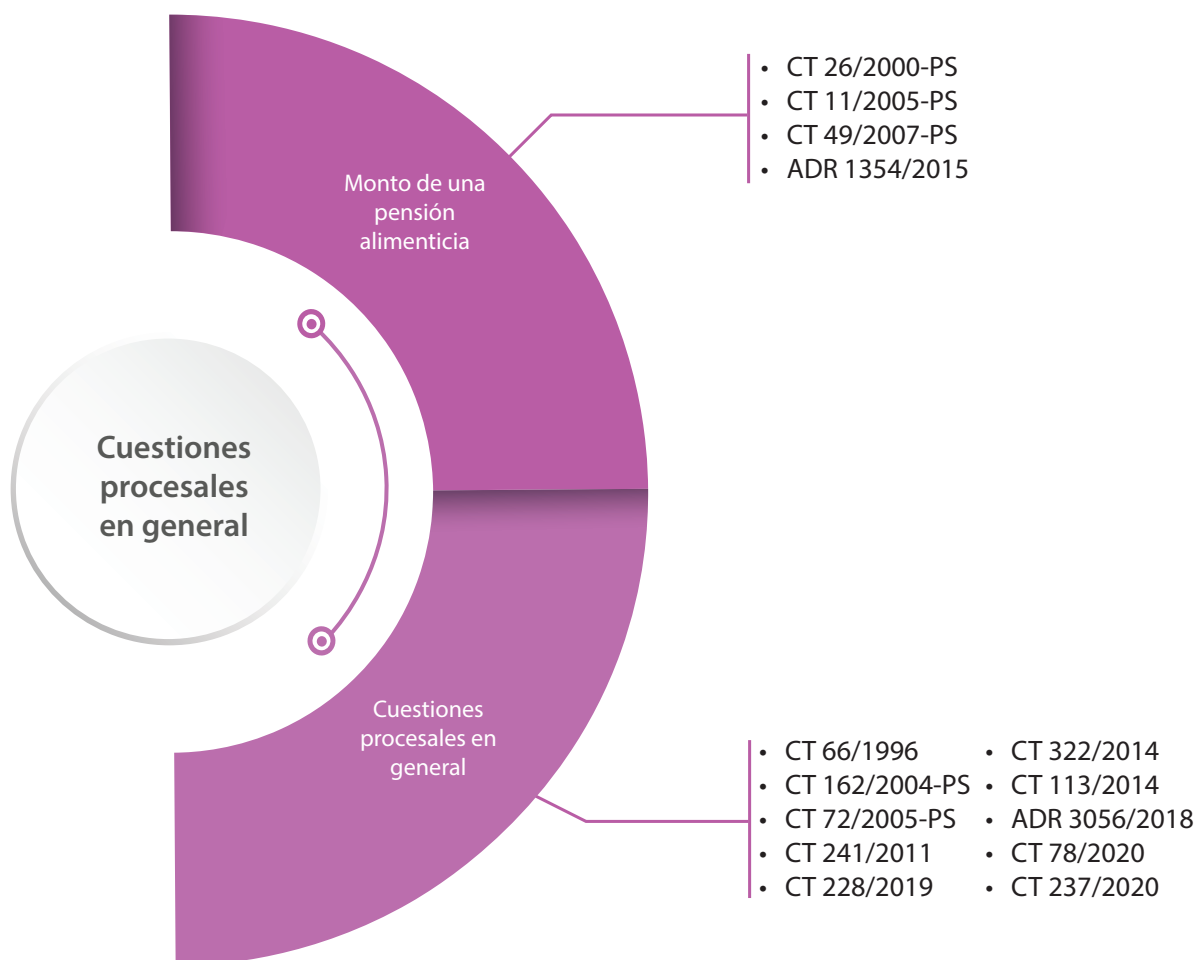 Cuestiones
procesales
en general
Monto de una
pensión
alimenticia
• CT 26/2000-PS
• CT 11/2005-PS
• CT 49/2007-PS
• ADR 1354/2015
Cuestiones
procesales en
general
• CT 66/1996
• CT 162/2004-PS
• CT 72/2005-PS
• CT 241/2011
• CT 228/2019
• CT 322/2014
• CT 113/2014
• ADR 3056/2018
• CT 78/2020
• CT 237/2020